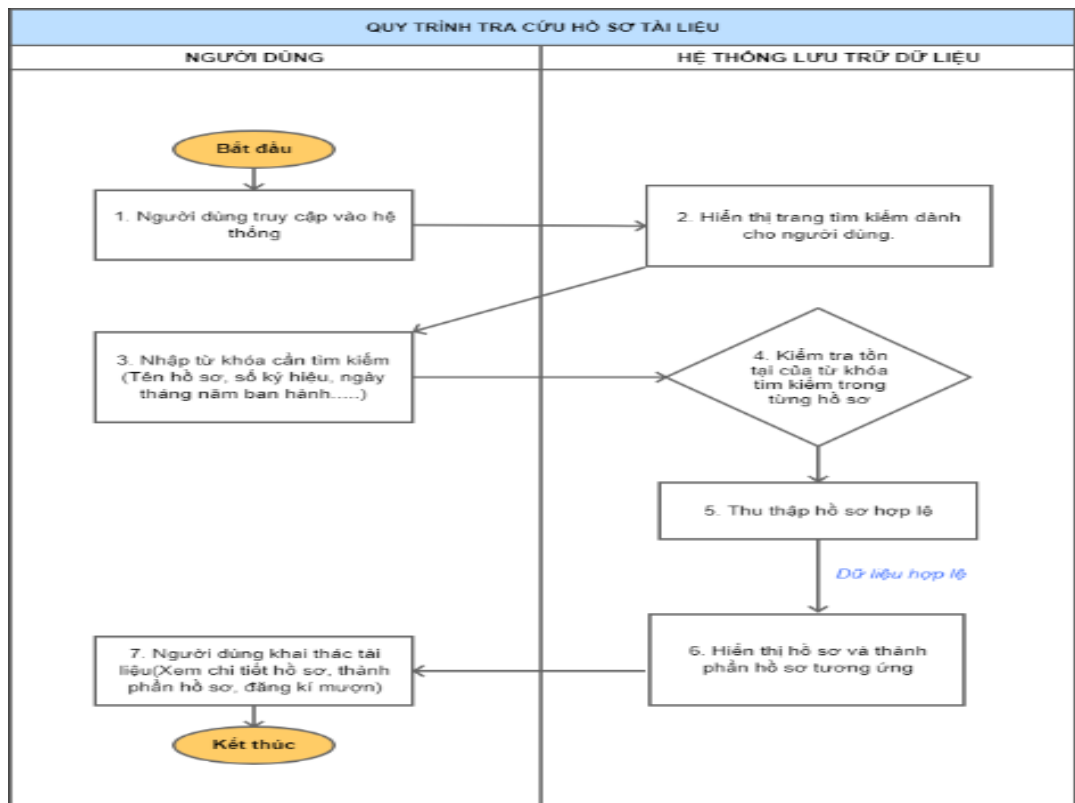 QUY TRÌNH TRA CỨU HỒ SƠ TÀI LIỆU
NGƯỜI DÙNG
HỆ THỐNG LƯU TRỮ DỮ LIỆU
Bắt đầu
1. Người dùng truy cập vào hệ
thống
2. Hiển thị trang tìm kiếm dành
cho người dùng.
3. Nhập từ khóa cần tìm kiếm
(Tên hồ sơ, số ký hiệu, ngày
tháng năm ban hành.....)
4. Kiểm tra tồn
tại của từ khóa
tìm kiếm trong
từng hồ sơ
5. Thu thập hồ sơ hợp lệ
Dữ liệu hợp lệ
6. Hiển thị hồ sơ và thành
phần hồ sơ tương ứng
7. Người dùng khai thác tài
liệu(Xem chi tiết hồ sơ, thành
phần hồ sơ, đăng kí mượn)
Kết thúc